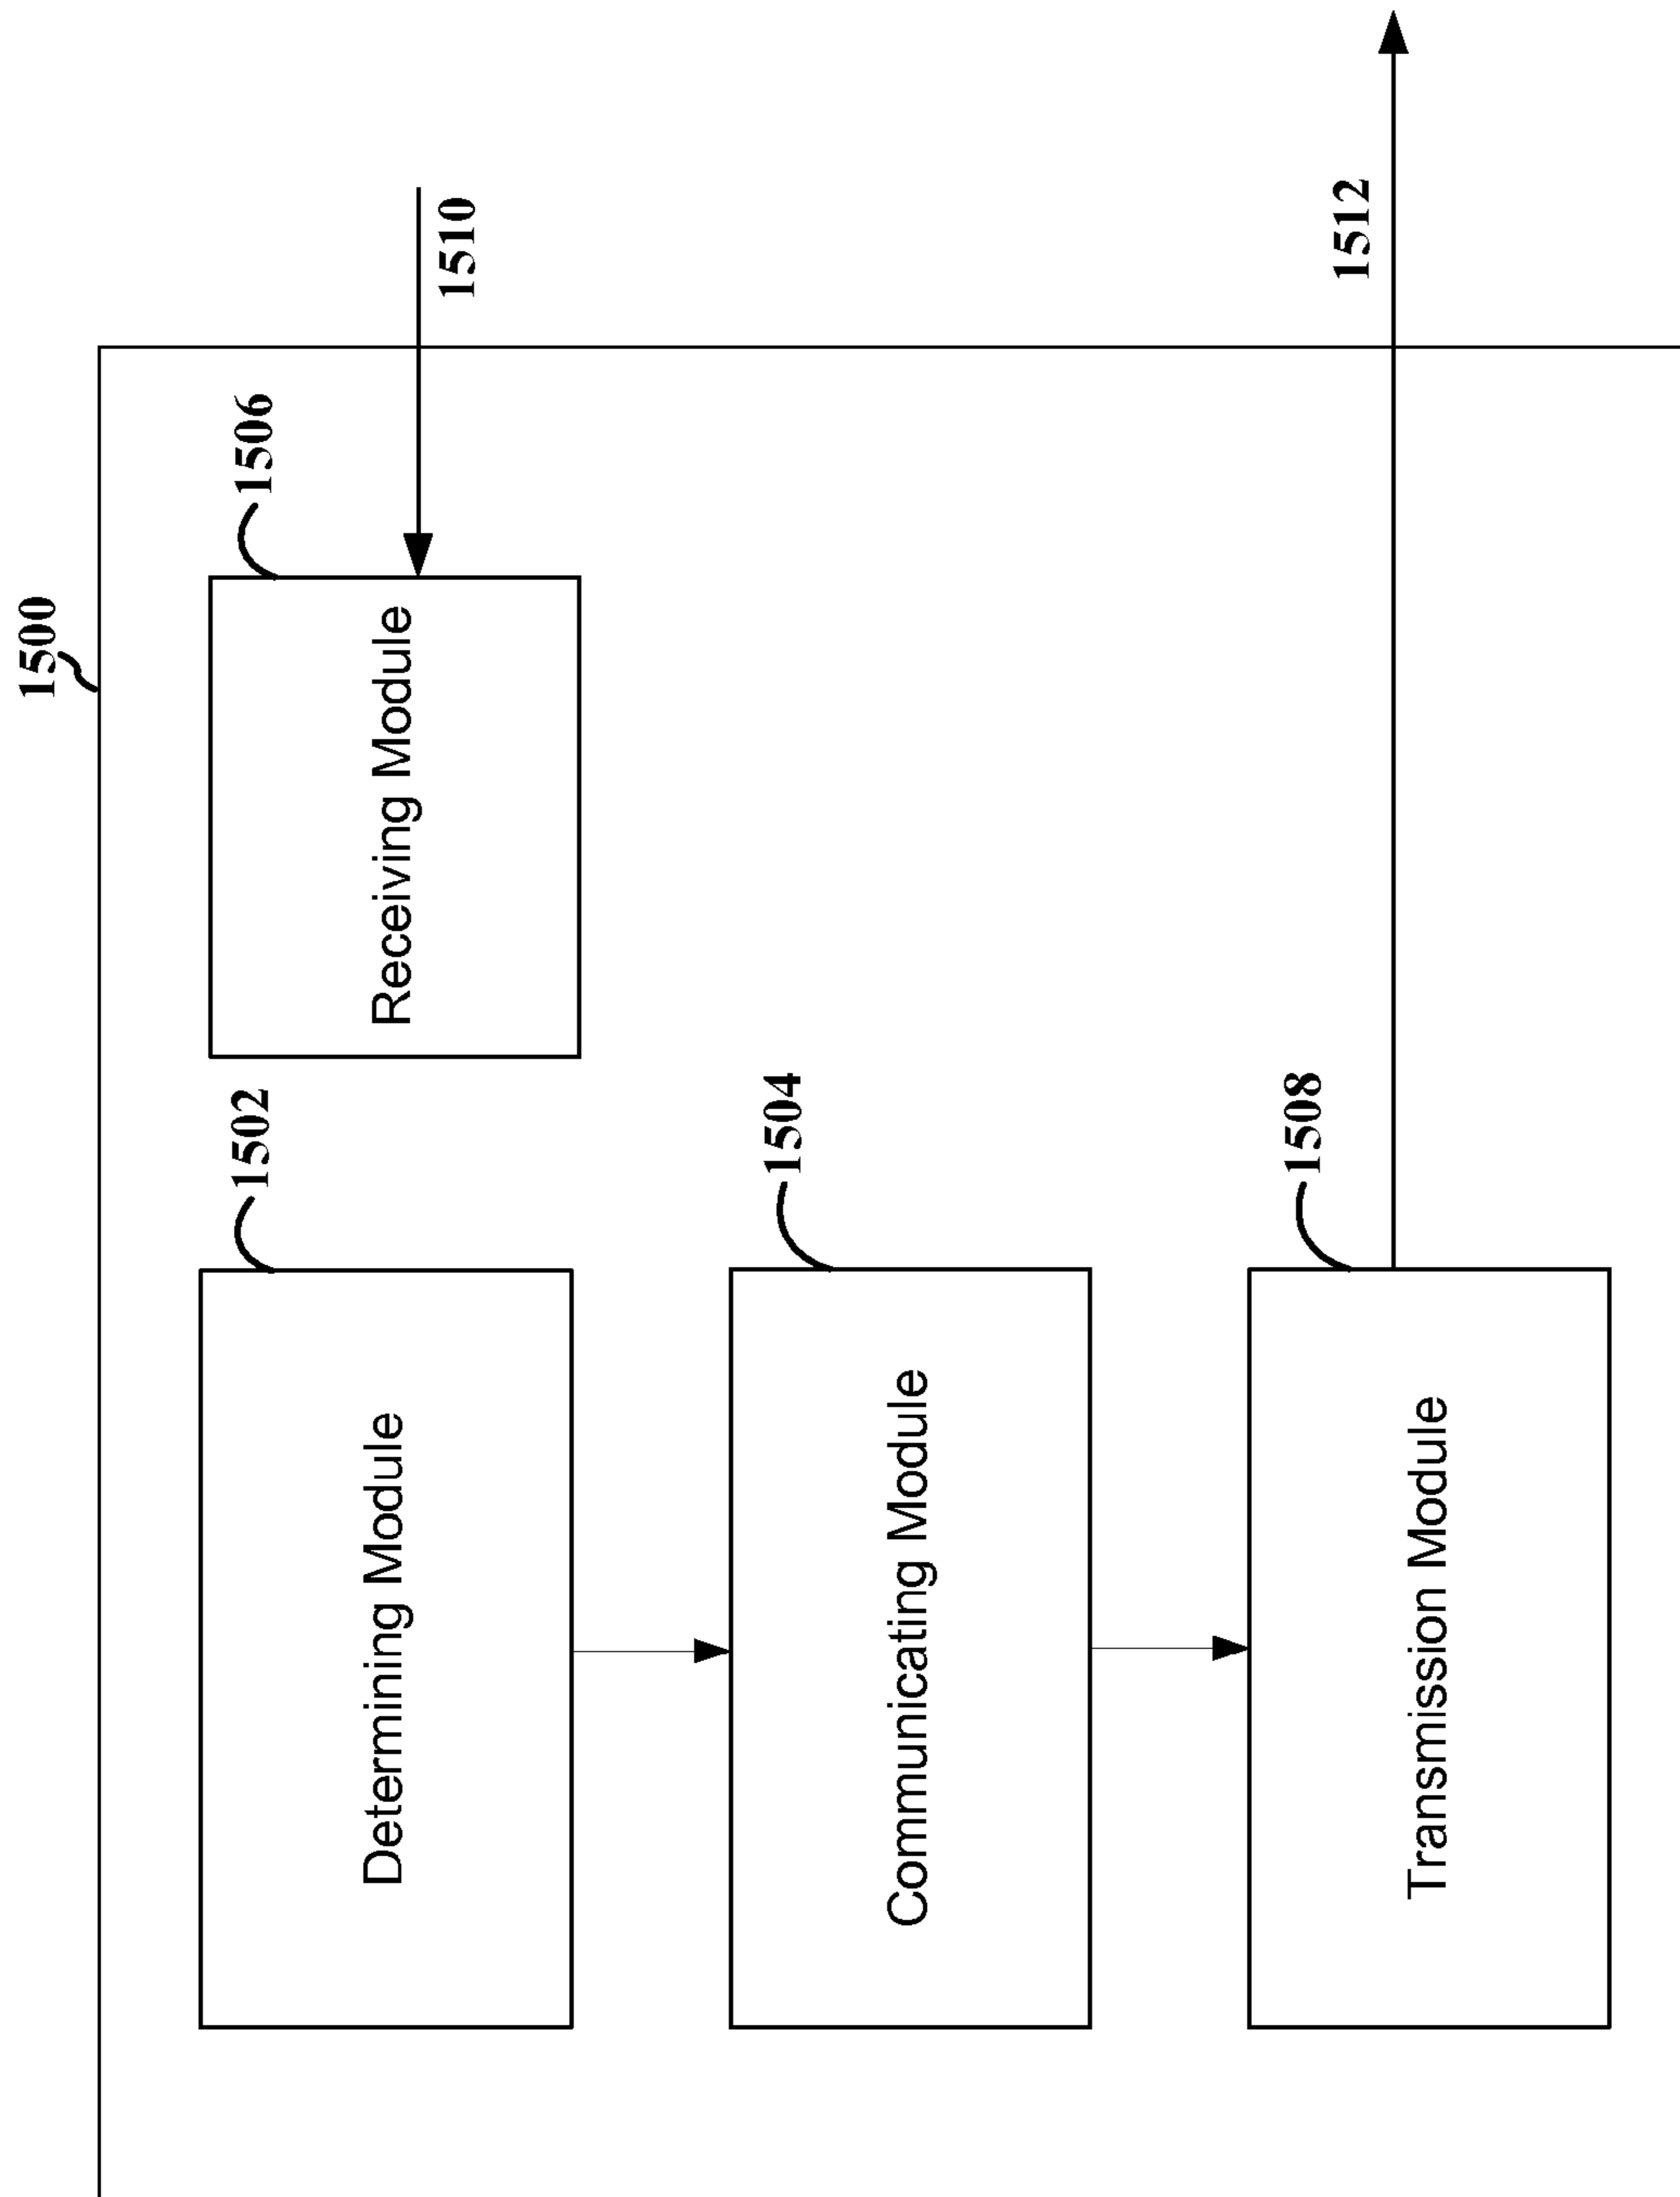 1500
1502
Determining Module
1506
Receiving Module
1510
1504
Communicating Module
1508
Transmission Module
1512